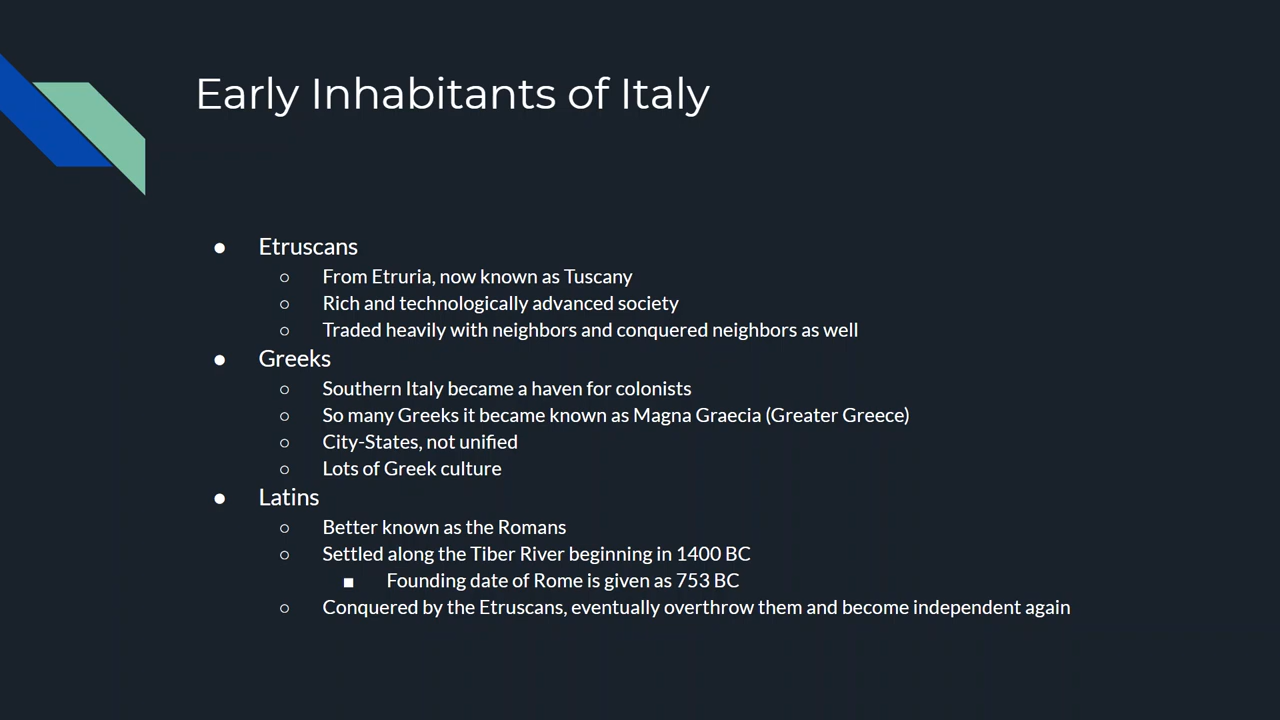 Early Inhabitants of Italy
● Etruscans
○ From Etruria, now known as Tuscany
○ Rich and technologically advanced society
○ Traded heavily with neighbors and conquered neighbors as well
● Greeks
○ Southern Italy became a haven for colonists
○ So many Greeks it became known as Magna Graecia (Greater Greece)
○ City-States, not unified
○ Lots of Greek culture
● Latins
○ Better known as the Romans
○ Settled along the Tiber River beginning in 1400 BC
■ Founding date of Rome is given as 753 BC
○ Conquered by the Etruscans, eventually overthrow them and become independent again